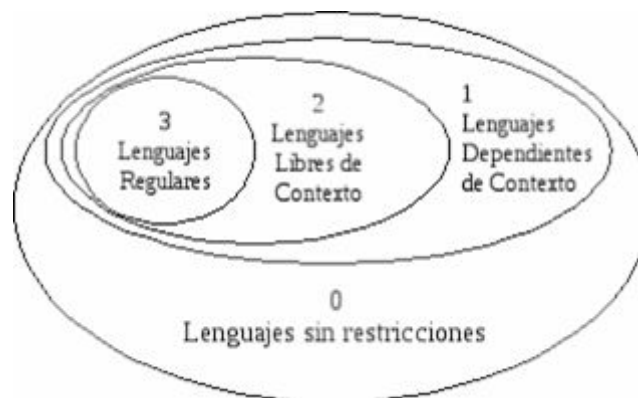 3
Lenguajes
Regulares
2
Lenguajes
Libres de
Contexto
1
Lenguajes
Dependientes
de Contexto
0
Lenguajes sin restricciones